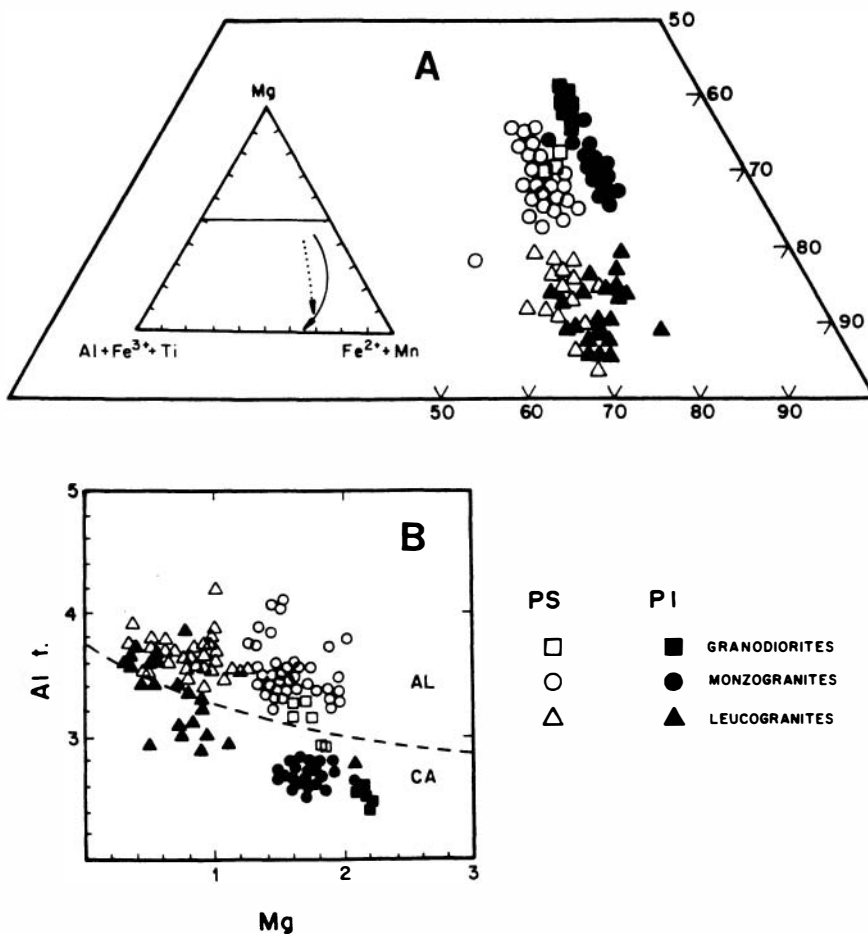 50
A
Mg
60
70
80
90
Al+Fe³⁺+Ti
Fe²⁺+Mn
50
60
70
80
90
5
B
4
Al t.
AL
3
CA
1
2
3
Mg
PS
PI
GRANODIORITES
MONZOGRANITES
LEUCOGRANITES